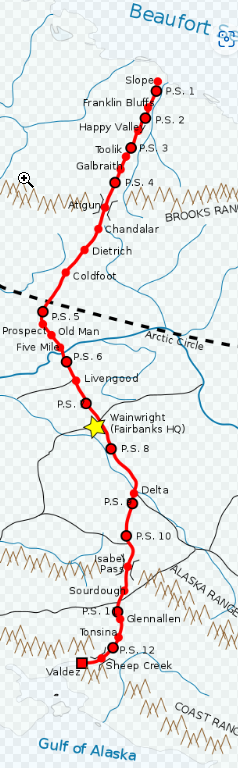 Beaufort
Slope
P.S. 1
Franklin Bluffs
P.S. 2
Happy Valley
Toolik
P.S. 3
Galbraith
P.S. 4
Atigun
BROOKS RAN
Chandalar
Dietrich
Coldfoot
P.S. 5
Prospect
Old Man
Arctic Circle
Five Mile
P.S. 6
Livengood
P.S.
Wainwright
(Fairbanks HQ)
P.S. 8
Delta
P.S.
P.S. 10
Isabel
Pass
ALASKA RANGE
Sourdough
P.S. 1
Glennallen
Tonsina
P.S. 12
Sheep Creek
Valdez
COAST RANG
Gulf of Alaska